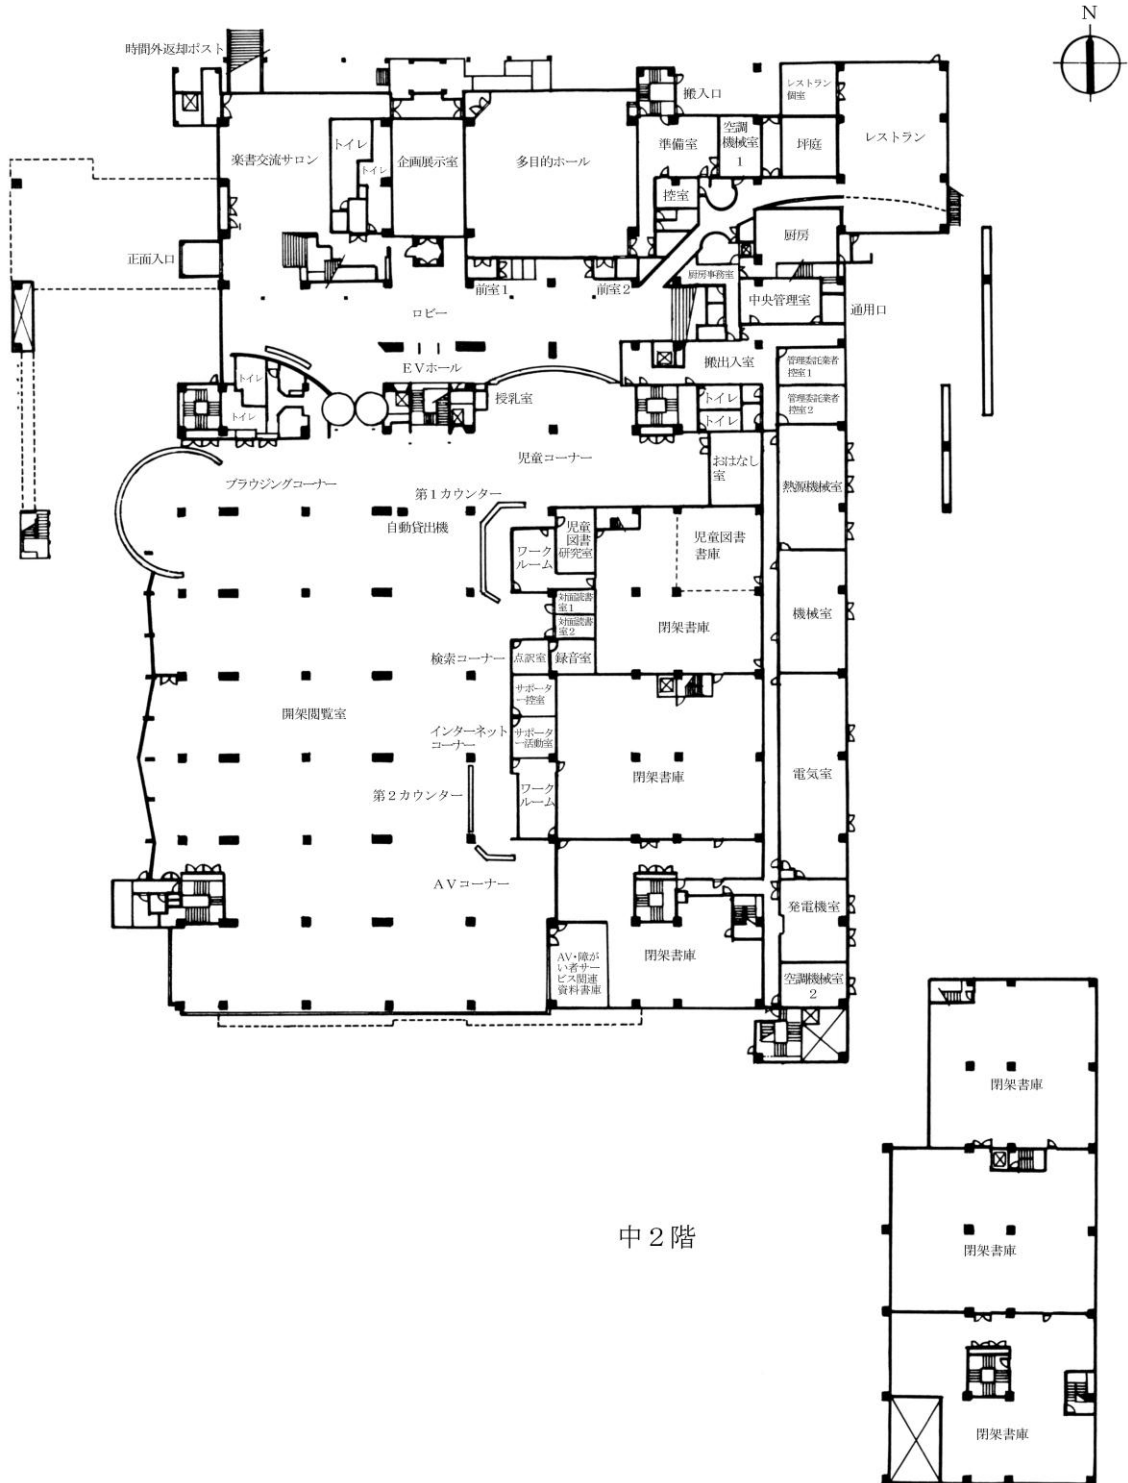 N
時間外返却ポスト
搬入口
レストラン
個室
空調
機械室
1
準備室
坪庭
レストラン
楽書交流サロン
トイレ
トイレ
企画展示室
多目的ホール
控室
正面入口
厨房
厨房事務室
前室1
前室2
中央管理室
通用口
ロビー
EVホール
搬出入室
管理委託業者
控室1
トイレ
トイレ
授乳室
トイレ
トイレ
管理委託業者
控室2
児童コーナー
おはなし
室
ブラウジングコーナー
第1カウンター
熱源機械室
自動貸出機
児童
図書
研究室
児童図書
書庫
ワーク
ルーム
対面読書
室1
対面読書
室2
閉架書庫
機械室
検索コーナー
点訳室
録音室
サポータ
ー控室
開架閲覧室
インターネット
コーナー
サポータ
ー活動室
閉架書庫
電気室
第2カウンター
ワーク
ルーム
AVコーナー
発電機室
AV・障が
い者サー
ビス関連
資料書庫
閉架書庫
空調機械室
2
中2階
閉架書庫
閉架書庫
閉架書庫